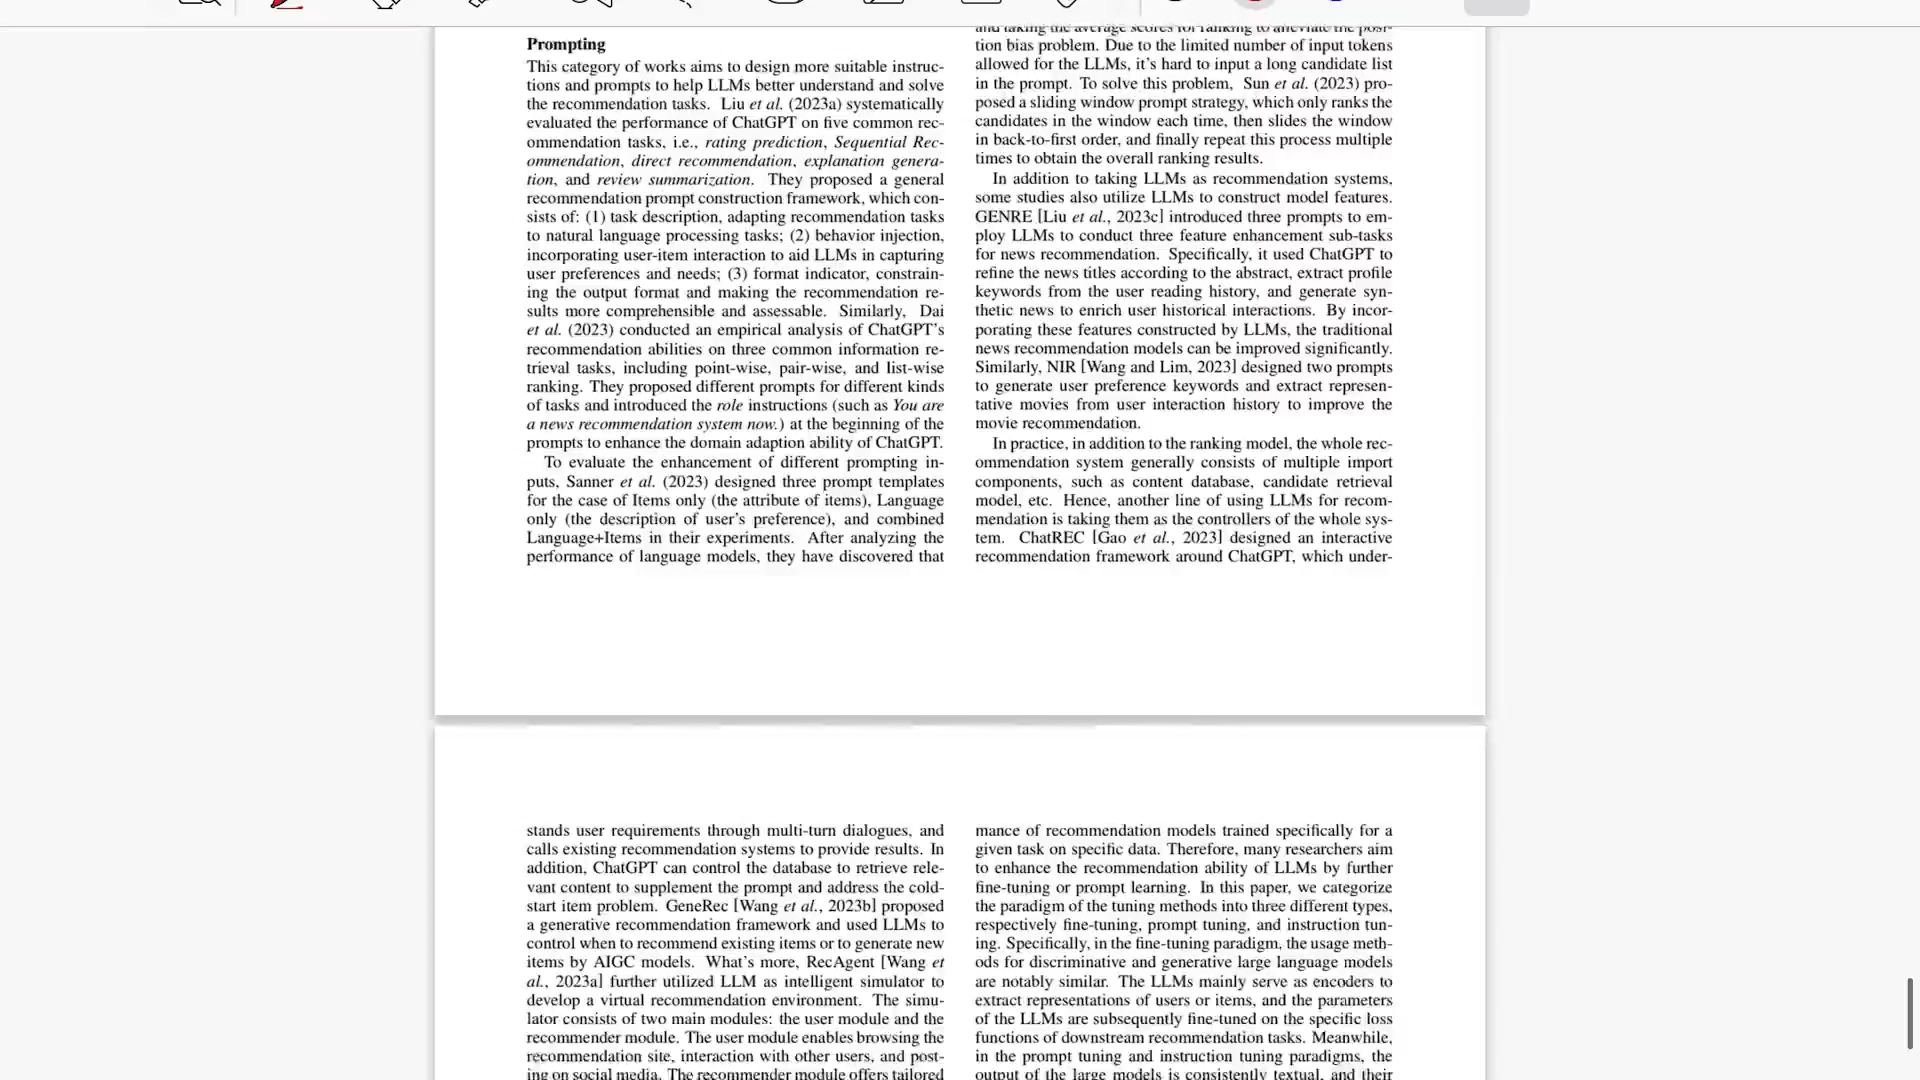 Prompting
This category of works aims to design more suitable instruc-
tions and prompts to help LLMs better understand and solve
the recommendation tasks. Liu et al. (2023a) systematically
evaluated the performance of ChatGPT on five common rec-
ommendation tasks, i.e., rating prediction, Sequential Rec-
ommendation, direct recommendation, explanation genera-
tion, and review summarization. They proposed a general
recommendation prompt construction framework, which con-
sists of: (1) task description, adapting recommendation tasks
to natural language processing tasks; (2) behavior injection,
incorporating user-item interaction to aid LLMs in capturing
user preferences and needs; (3) format indicator, constrain-
ing the output format and making the recommendation re-
sults more comprehensible and assessable. Similarly, Dai
et al. (2023) conducted an empirical analysis of ChatGPT's
recommendation abilities on three common information re-
trieval tasks, including point-wise, pair-wise, and list-wise
ranking. They proposed different prompts for different kinds
of tasks and introduced the role instructions (such as You are
a news recommendation system now.) at the beginning of the
prompts to enhance the domain adaption ability of ChatGPT.
To evaluate the enhancement of different prompting in-
puts, Sanner et al. (2023) designed three prompt templates
for the case of Items only (the attribute of items), Language
only (the description of user's preference), and combined
Language+Items in their experiments. After analyzing the
performance of language models, they have discovered that
and taking the average scores for ranking to alleviate the posi-
tion bias problem. Due to the limited number of input tokens
allowed for the LLMs, it's hard to input a long candidate list
in the prompt. To solve this problem, Sun et al. (2023) pro-
posed a sliding window prompt strategy, which only ranks the
candidates in the window each time, then slides the window
in back-to-first order, and finally repeat this process multiple
times to obtain the overall ranking results.
In addition to taking LLMs as recommendation systems,
some studies also utilize LLMs to construct model features.
GENRE [Liu et al., 2023c] introduced three prompts to em-
ploy LLMs to conduct three feature enhancement sub-tasks
for news recommendation. Specifically, it used ChatGPT to
refine the news titles according to the abstract, extract profile
keywords from the user reading history, and generate syn-
thetic news to enrich user historical interactions. By incor-
porating these features constructed by LLMs, the traditional
news recommendation models can be improved significantly.
Similarly, NIR [Wang and Lim, 2023] designed two prompts
to generate user preference keywords and extract represen-
tative movies from user interaction history to improve the
movie recommendation.
In practice, in addition to the ranking model, the whole rec-
ommendation system generally consists of multiple import
components, such as content database, candidate retrieval
model, etc. Hence, another line of using LLMs for recom-
mendation is taking them as the controllers of the whole sys-
tem. ChatREC [Gao et al., 2023] designed an interactive
recommendation framework around ChatGPT, which under-
stands user requirements through multi-turn dialogues, and
calls existing recommendation systems to provide results. In
addition, ChatGPT can control the database to retrieve rele-
vant content to supplement the prompt and address the cold-
start item problem. GeneRec [Wang et al., 2023b] proposed
a generative recommendation framework and used LLMs to
control when to recommend existing items or to generate new
items by AIGC models. What's more, RecAgent [Wang et
al., 2023a] further utilized LLM as intelligent simulator to
develop a virtual recommendation environment. The simu-
lator consists of two main modules: the user module and the
recommender module. The user module enables browsing the
recommendation site, interaction with other users, and post-
ing on social media. The recommender module offers tailored
mance of recommendation models trained specifically for a
given task on specific data. Therefore, many researchers aim
to enhance the recommendation ability of LLMs by further
fine-tuning or prompt learning. In this paper, we categorize
the paradigm of the tuning methods into three different types,
respectively fine-tuning, prompt tuning, and instruction tun-
ing. Specifically, in the fine-tuning paradigm, the usage meth-
ods for discriminative and generative large language models
are notably similar. The LLMs mainly serve as encoders to
extract representations of users or items, and the parameters
of the LLMs are subsequently fine-tuned on the specific loss
functions of downstream recommendation tasks. Meanwhile,
in the prompt tuning and instruction tuning paradigms, the
output of the large models is consistently textual, and their